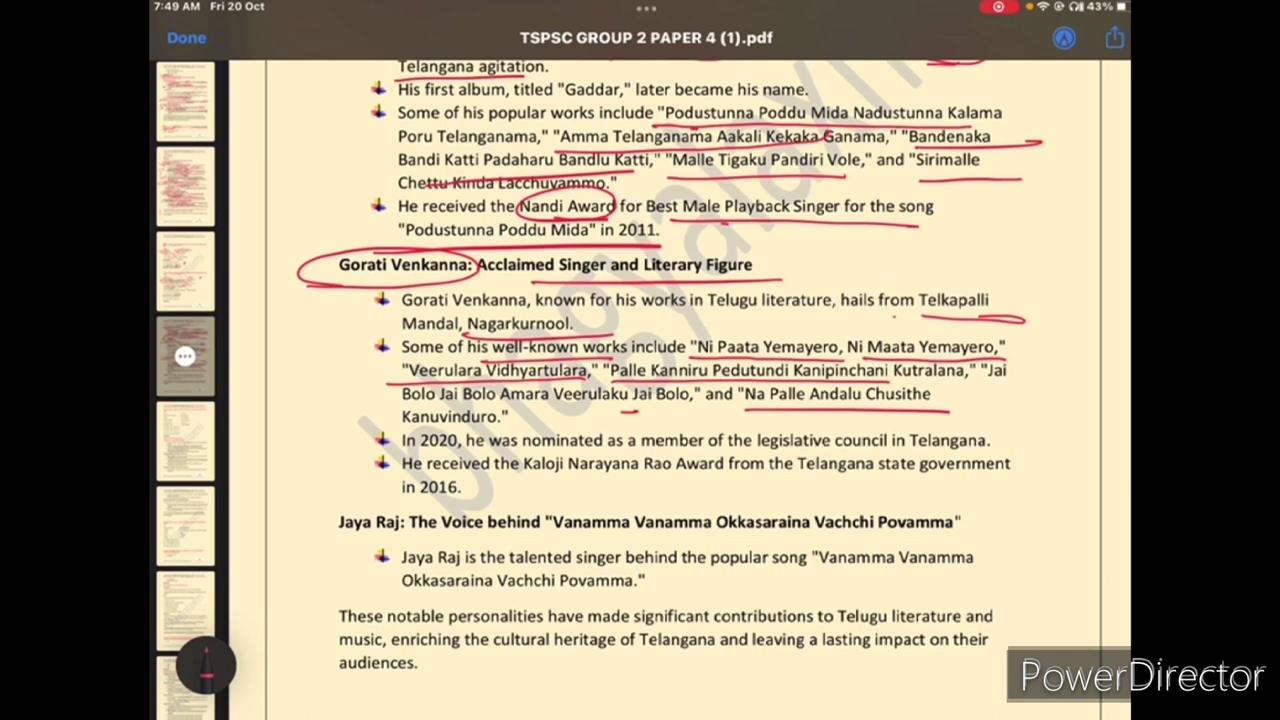 7:49 AM Fri 20 Oct
43%
Done
TSPSC GROUP 2 PAPER 4 (1).pdf
Telangana agitation.
His first album, titled "Gaddar," later became his name.
Some of his popular works include "Podustunna Poddu Mida Nadustunna Kalama
Poru Telanganama," "Amma Telanganama Aakali Kekaka Ganama," "Bandenaka
Bandi Katti Padaharu Bandlu Katti," "Malle Tigaku Pandiri Vole," and "Sirimalle
Chettu Kinda Lacchuvammo."
He received the Nandi Award for Best Male Playback Singer for the song
"Podustunna Poddu Mida" in 2011.
Gorati Venkanna: Acclaimed Singer and Literary Figure
Gorati Venkanna, known for his works in Telugu literature, hails from Telkapalli
Mandal, Nagarkurnool.
Some of his well-known works include "Ni Paata Yemayero, Ni Maata Yemayero,"
"Veerulara Vidhyartulara," "Palle Kanniru Pedutundi Kanipinchani Kutralana," "Jai
Bolo Jai Bolo Amara Veerulaku Jai Bolo," and "Na Palle Andalu Chusithe
Kanuvinduro."
In 2020, he was nominated as a member of the legislative council in Telangana.
He received the Kaloji Narayana Rao Award from the Telangana state government
in 2016.
Jaya Raj: The Voice behind "Vanamma Vanamma Okkasaraina Vachchi Povamma"
Jaya Raj is the talented singer behind the popular song "Vanamma Vanamma
Okkasaraina Vachchi Povamma."
These notable personalities have made significant contributions to Telugu literature and
music, enriching the cultural heritage of Telangana and leaving a lasting impact on their
audiences.
PowerDirector